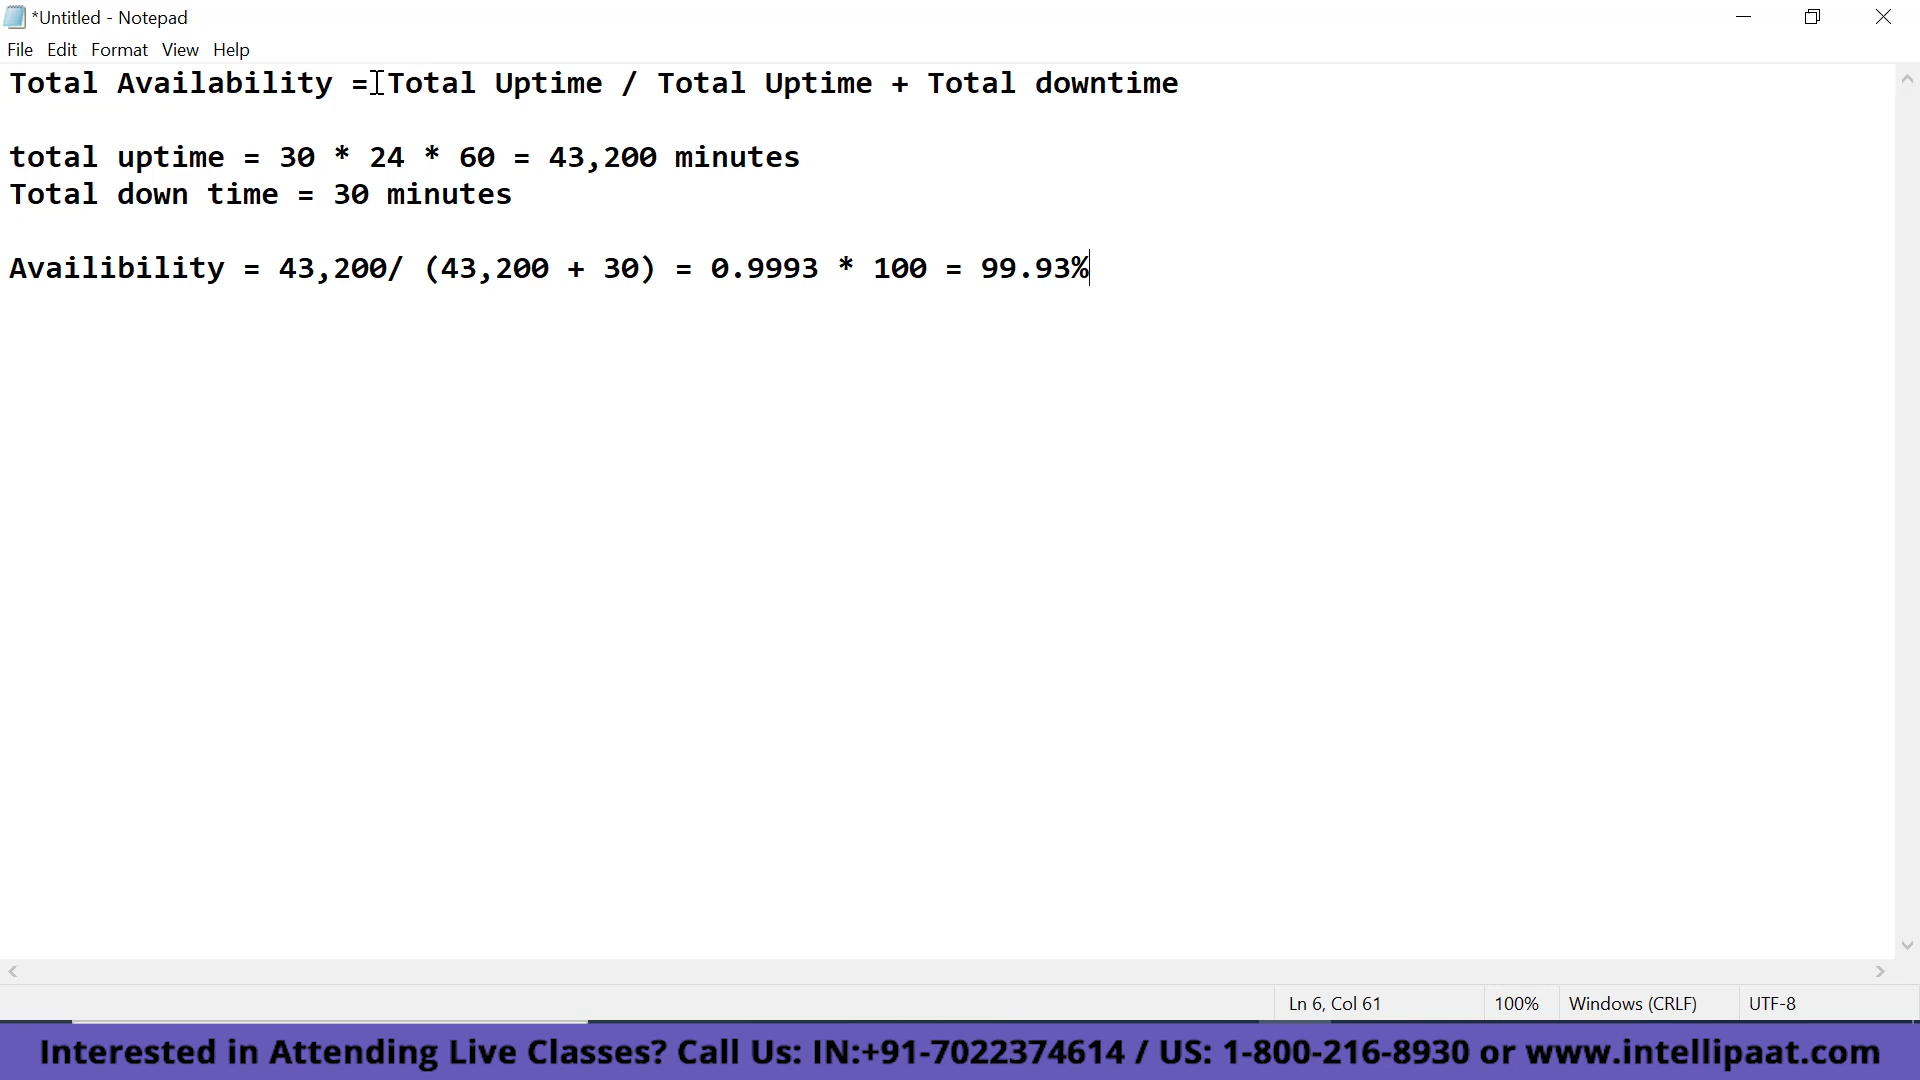 *Untitled - Notepad
File Edit Format View Help
Total Availability = Total Uptime / Total Uptime + Total downtime
total uptime = 30 * 24 * 60 = 43,200 minutes
Total down time = 30 minutes
Availibility = 43,200/ (43,200 + 30) = 0.9993 * 100 = 99.93%
Ln 6, Col 61 100% Windows (CRLF) UTF-8
Interested in Attending Live Classes? Call Us: IN:+91-7022374614 / US: 1-800-216-8930 or www.intellipaat.com